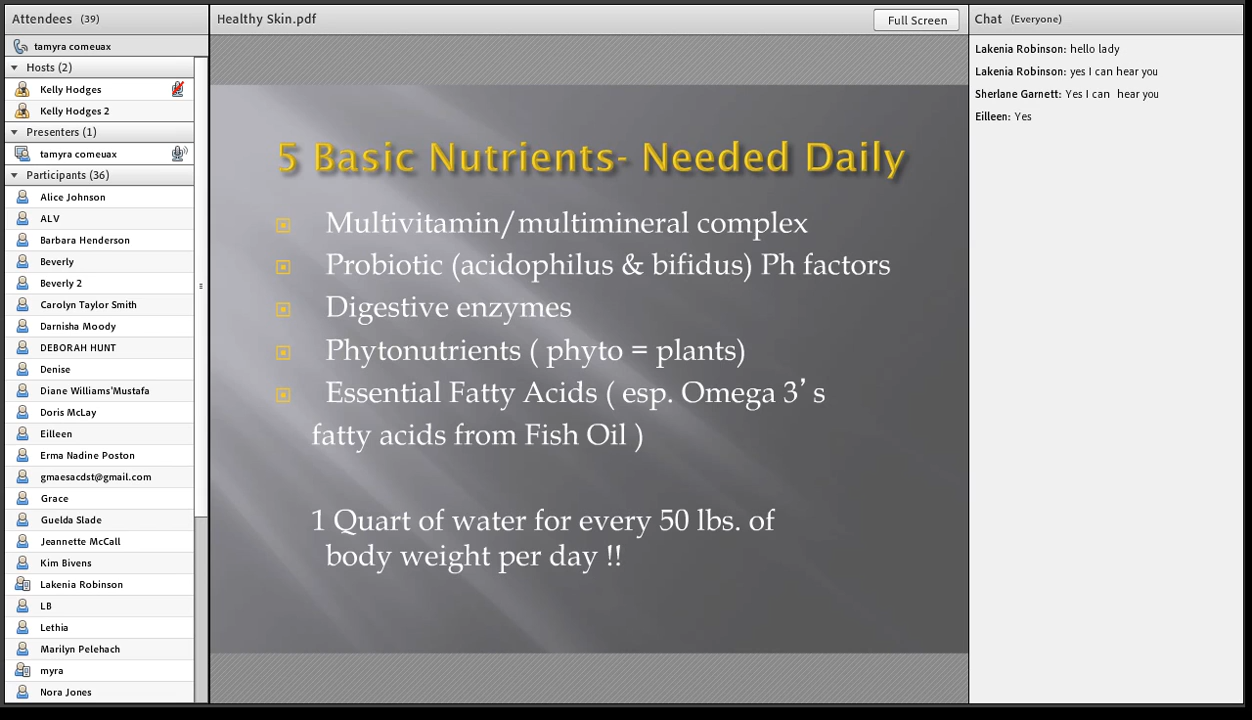 Attendees (39)
tamyra comeuax
Hosts (2)
Kelly Hodges
Kelly Hodges 2
Presenters (1)
tamyra comeuax
Participants (36)
Alice Johnson
ALV
Barbara Henderson
Beverly
Beverly 2
Carolyn Taylor Smith
Darnisha Moody
DEBORAH HUNT
Denise
Diane Williams'Mustafa
Doris McLay
Eilleen
Erma Nadine Poston
gmaesacdst@gmail.com
Grace
Guelda Slade
Jeannette McCall
Kim Bivens
Lakenia Robinson
LB
Lethia
Marilyn Pelehach
myra
Nora Jones
Healthy Skin.pdf
Full Screen
5 Basic Nutrients- Needed Daily
Multivitamin/multimineral complex
Probiotic (acidophilus & bifidus) Ph factors
Digestive enzymes
Phytonutrients ( phyto = plants)
Essential Fatty Acids ( esp. Omega 3’s
fatty acids from Fish Oil )
1 Quart of water for every 50 lbs. of
body weight per day !!
Chat (Everyone)
Lakenia Robinson: hello lady
Lakenia Robinson: yes I can hear you
Sherlane Garnett: Yes I can  hear you
Eilleen: Yes